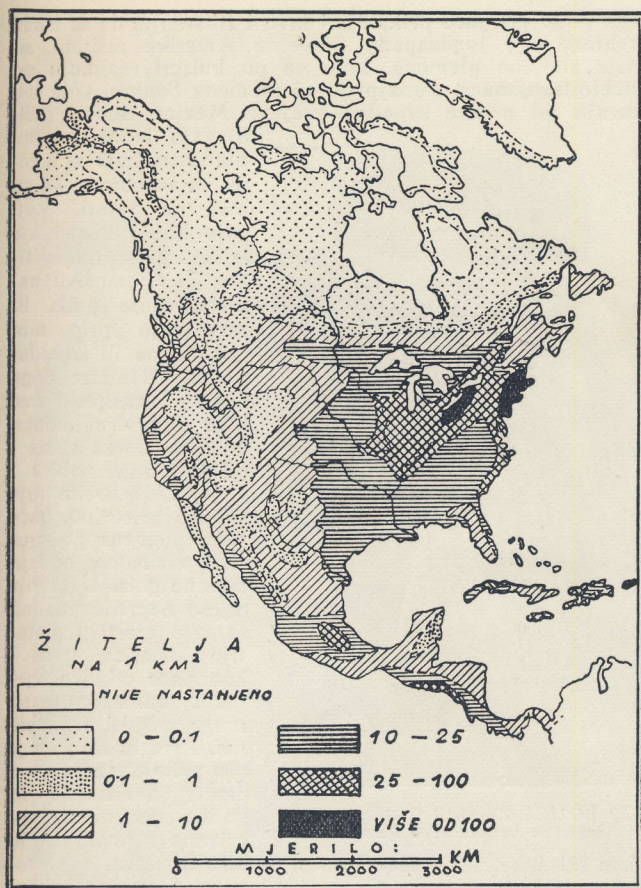 ŽITELJA
NA 1 KM²
NIJE NASTANJENO
0 – 0.1
0.1 – 1
1 – 10
10 – 25
25 – 100
VIŠE OD 100
MJERILO:
0 1000 2000 3000 KM